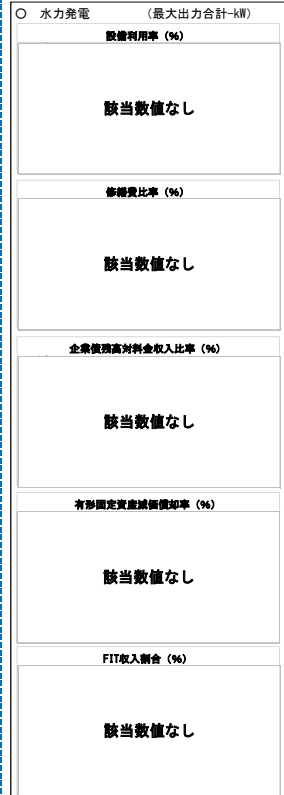 ○ 水力発電 (最大出力合計-kW)
設備利用率 (%)
該当数値なし
修繕費比率 (%)
該当数値なし
企業債残高対料金収入比率 (%)
該当数値なし
有形固定資産減価償却率 (%)
該当数値なし
FIT収入割合 (%)
該当数値なし